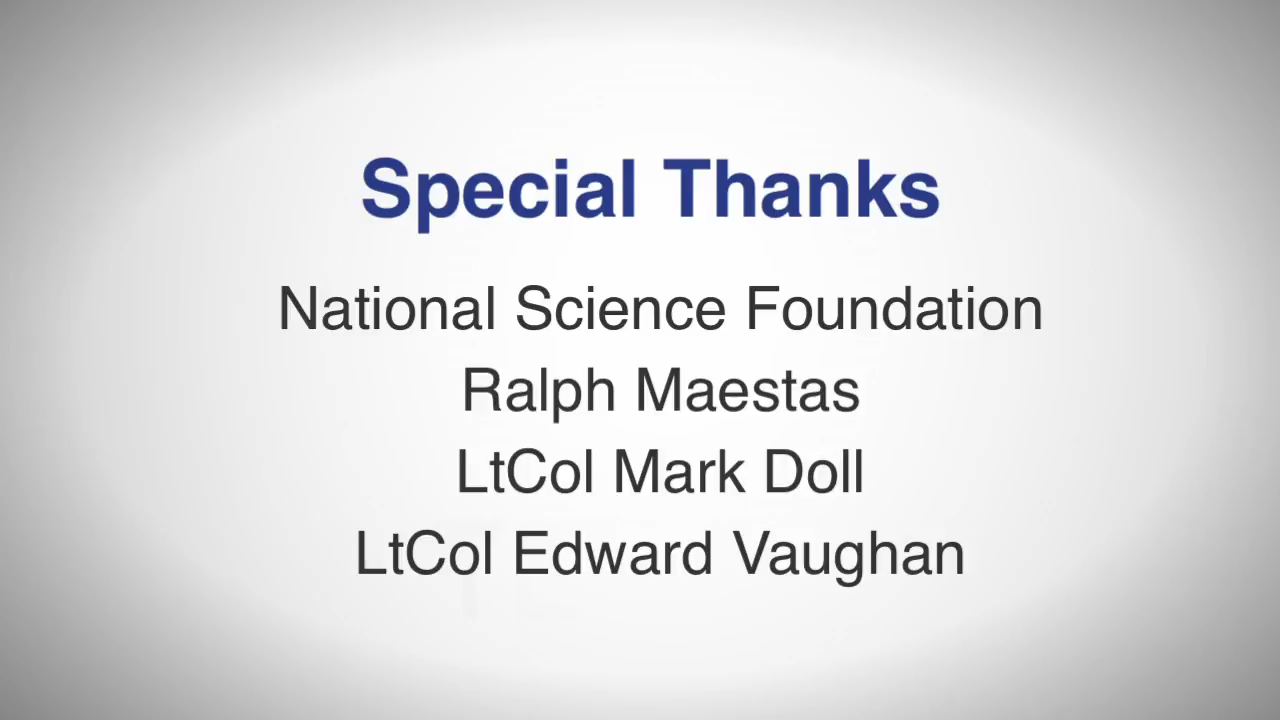 Special Thanks
National Science Foundation
Ralph Maestas
LtCol Mark Doll
LtCol Edward Vaughan